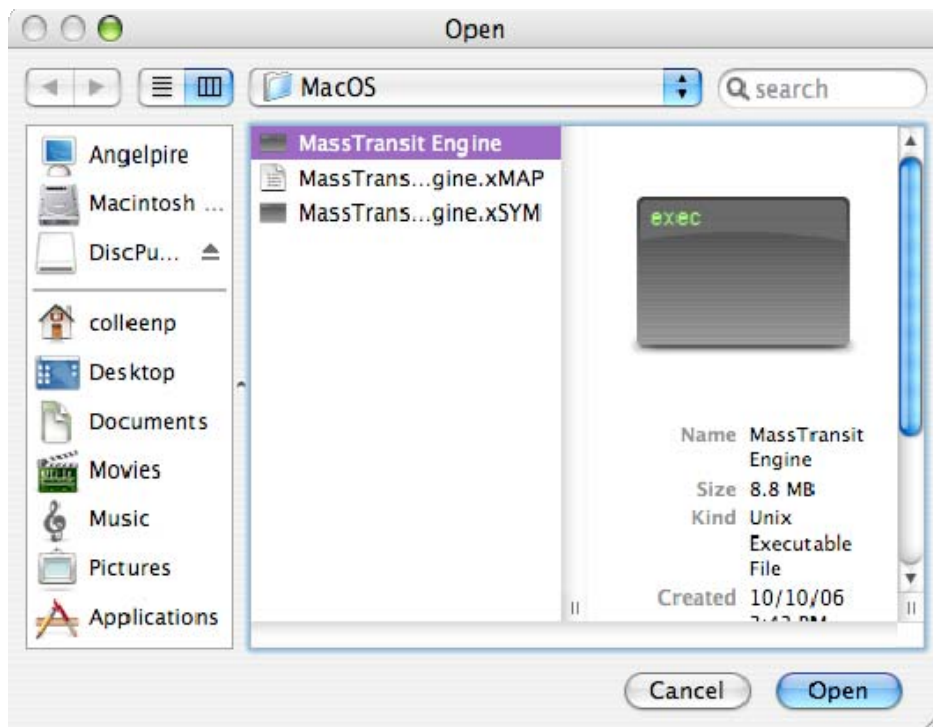 Open
MacOS
search
Angelpire
Macintosh ...
DiscPu...
colleenp
Desktop
Documents
Movies
Music
Pictures
Applications
MassTransit Engine
MassTrans...gine.xMAP
MassTrans...gine.xSYM
exec
Name MassTransit
Engine
Size 8.8 MB
Kind Unix
Executable
File
Created 10/10/06
Cancel
Open